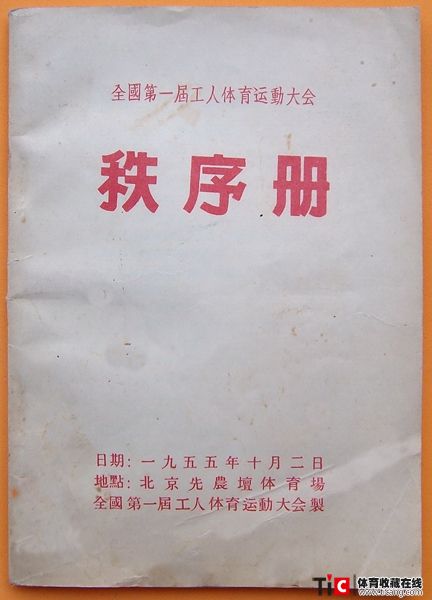 全國第一屆工人体育运動大会
秩序册
日期：一九五五年十月二日
地點：北京先農壇体育場
全國第一屆工人体育运動大会製
体育收藏在线
www.ticang.com